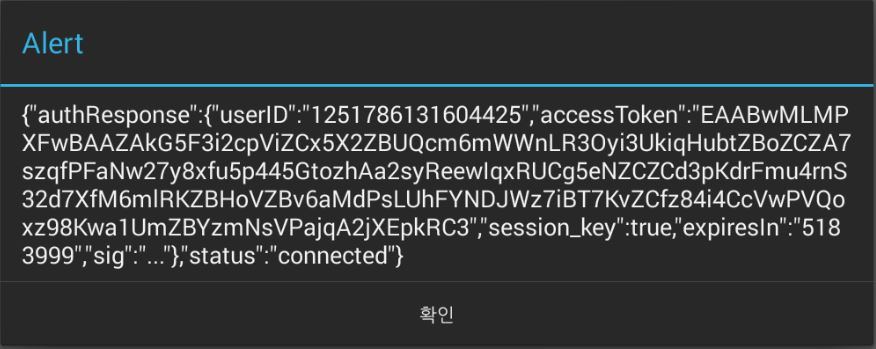 Alert
{"authResponse":{"userID":"1251786131604425","accessToken":"EAABwMLMP
XFwBAAZAkG5F3i2cpViZCx5X2ZBUQcm6mWWnLR3Oyi3UkiqHubtZBoZCZA7
szqfPFaNw27y8xfu5p445GtozhAa2syReewIqxRUCg5eNZCZCd3pKdrFmu4rnS
32d7XfM6mlRKZBHoVZBv6aMdPsLUhFYNDJWz7iBT7KvZCfz84i4CcVwPVQo
xz98Kwa1UmZBYzmNsVPajqA2jXEpkRC3","session_key":true,"expiresIn":"518
3999","sig":"..."},"status":"connected"}
확인